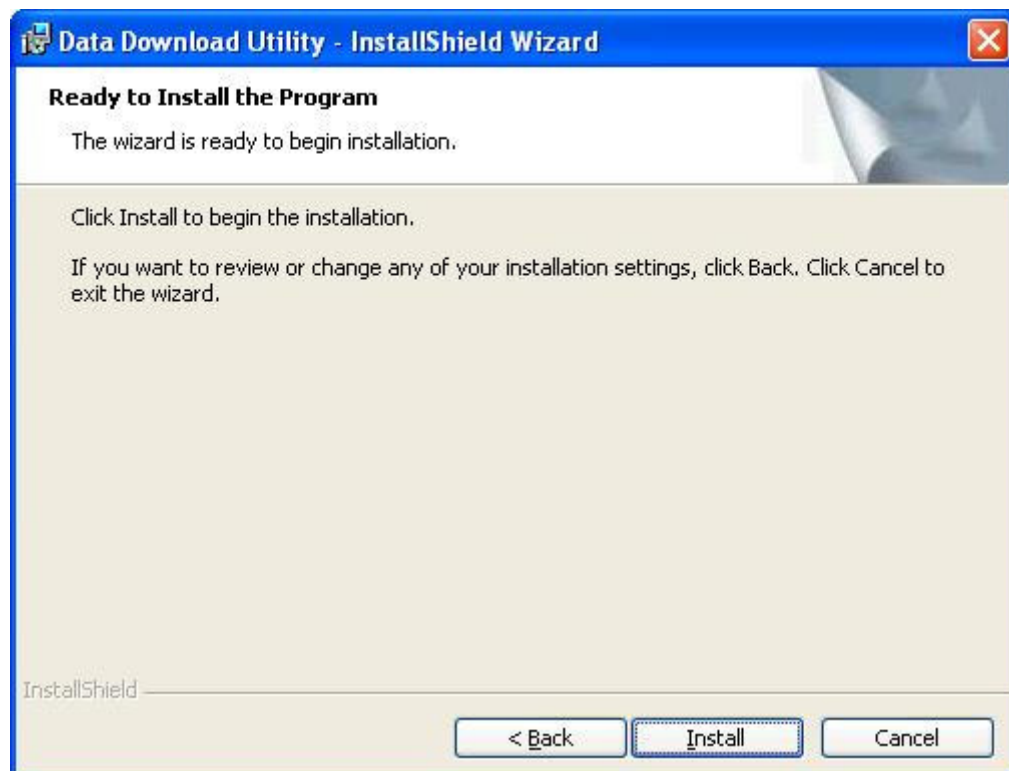 Data Download Utility - InstallShield Wizard
Ready to Install the Program
The wizard is ready to begin installation.
Click Install to begin the installation.
If you want to review or change any of your installation settings, click Back. Click Cancel to
exit the wizard.
InstallShield
< Back
Install
Cancel